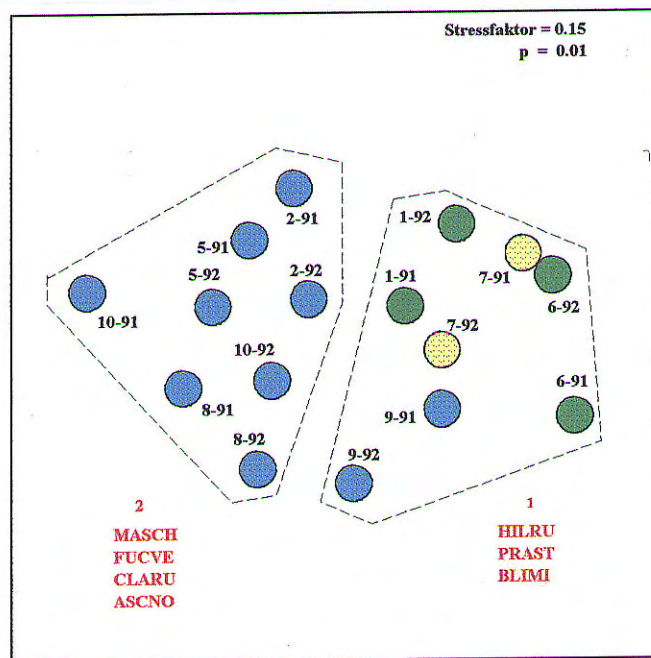 Stressfaktor = 0.15
p = 0.01
2-91
1-92
5-91
7-91
5-92
2-92
1-91
6-92
10-91
7-92
10-92
6-91
8-91
9-91
8-92
9-92
2
MASCH
FUCVE
CLARU
ASCNO
1
HILRU
PRAST
BLIMI